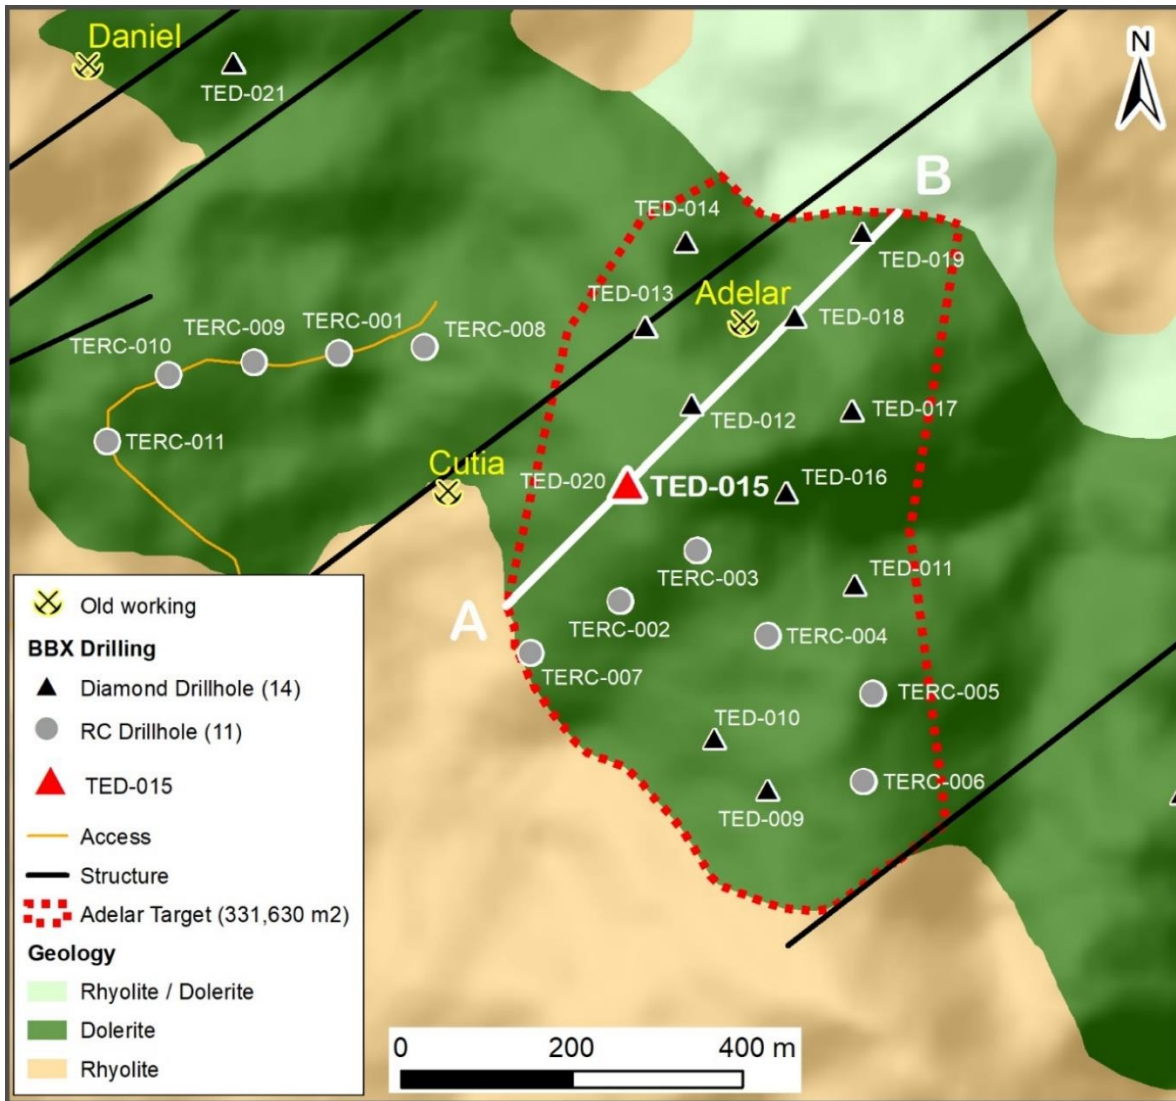 Daniel
TED-021
N
B
TED-014
TED-019
TED-013
Adelar
TED-018
TERC-009
TERC-001
TERC-008
TERC-010
TED-012
TED-017
TERC-011
Cutia
TED-020
TED-015
TED-016
TERC-003
TED-011
A
TERC-002
TERC-004
TERC-007
TERC-005
TED-010
TERC-006
TED-009
Old working
BBX Drilling
Diamond Drillhole (14)
RC Drillhole (11)
TED-015
Access
Structure
Adelar Target (331,630 m2)
Geology
Rhyolite / Dolerite
Dolerite
Rhyolite
0 200 400 m